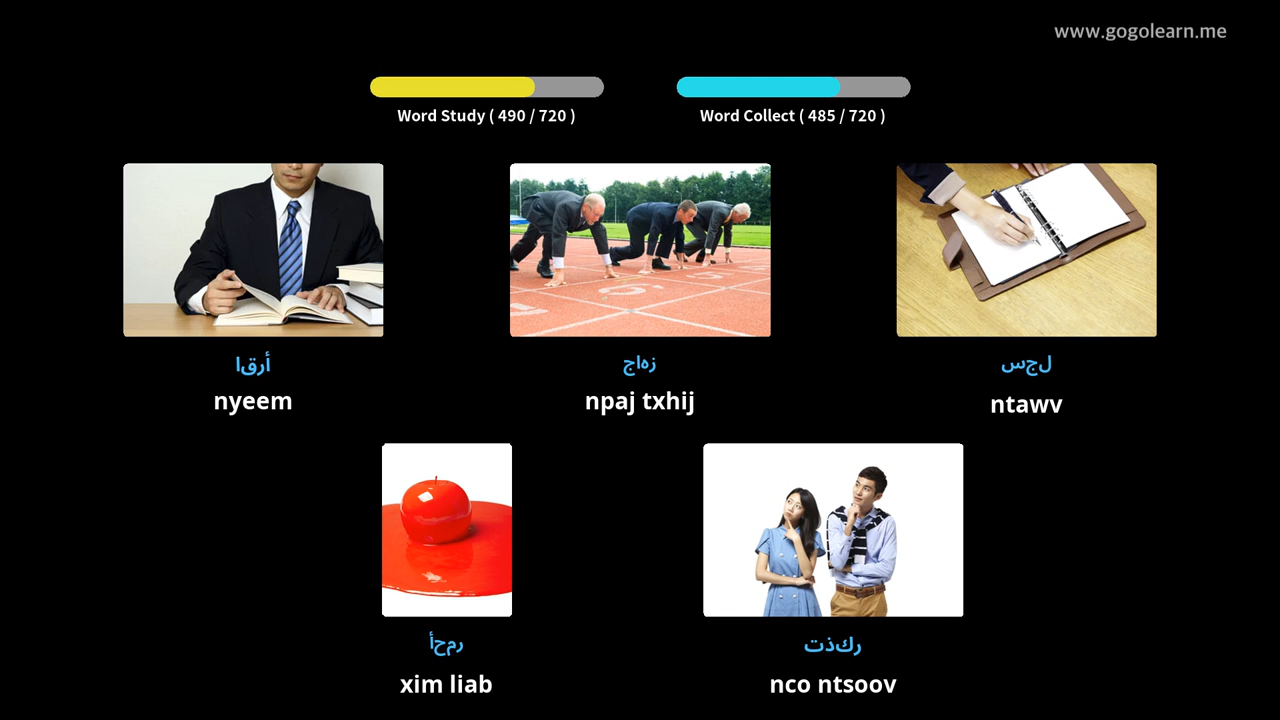 www.gogolearn.me
Word Study ( 490 / 720 )
Word Collect ( 485 / 720 )
أرقا
nyeem
زهاج
npaj txhij
لجس
ntawv
رمحأ
xim liab
ركذت
nco ntsoov